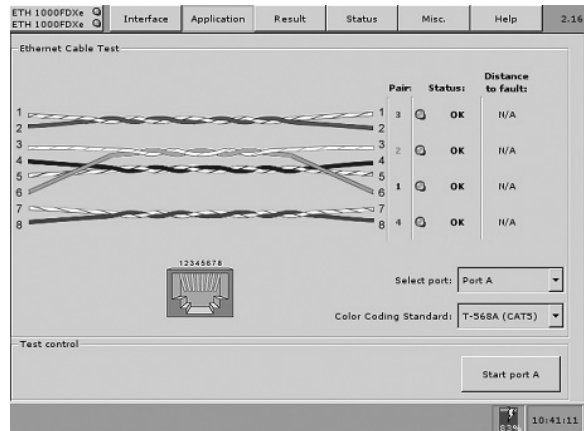 ETH 1000FDXe
ETH 1000FDXe
Interface Application Result Status Misc. Help 2.16
Ethernet Cable Test
Pair: Status: Distance to fault:
1 1 3 OK N/A
2 2
3 3 2 OK N/A
4 4
5 5 1 OK N/A
6 6
7 7 4 OK N/A
8 8
12345678
Select port: Port A
Color Coding Standard: T-568A (CAT5)
Test control
Start port A
83% 10:41:11